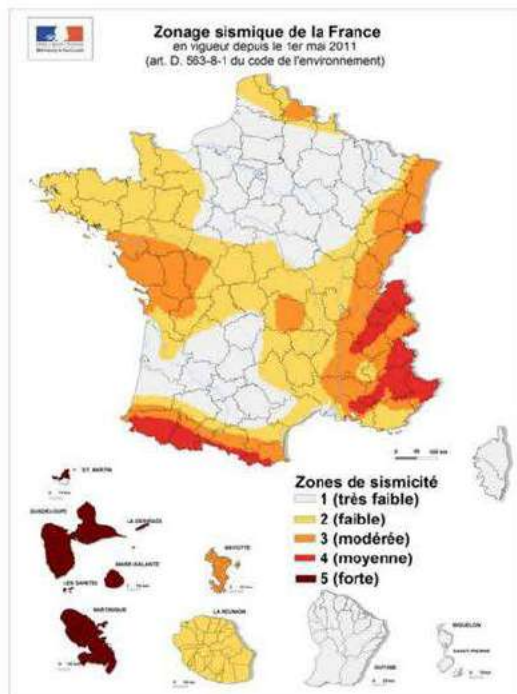 Zonage sismique de la France
en vigueur depuis le 1er mai 2011
(art. D. 563-8-1 du code de l'environnement)
Zones de sismicité
1 (très faible)
2 (faible)
3 (modérée)
4 (moyenne)
5 (forte)
ST. MARTIN
GUADELOUPE
LA DESIRADE
MARIE-GALANTE
LES SAINTES
MARTINIQUE
MAYOTTE
LA REUNION
GUYANE
MIQUELON
SAINT-PIERRE